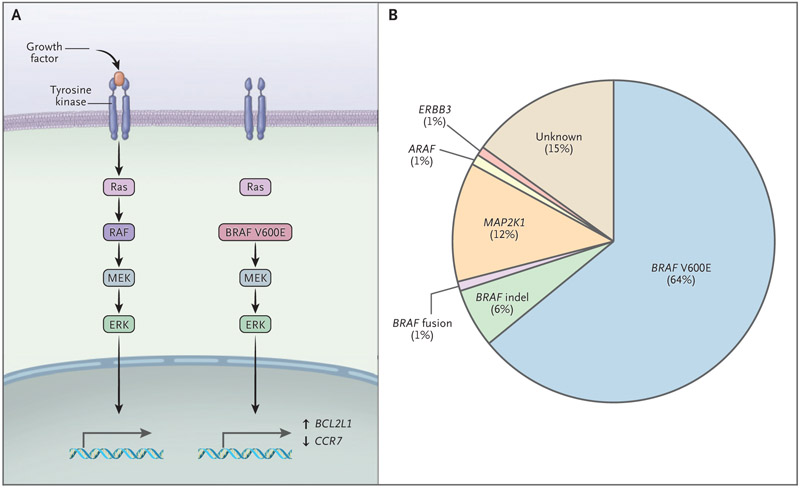 A
Growth
factor
Tyrosine
kinase
Ras
RAF
MEK
ERK
Ras
BRAF V600E
MEK
ERK
↑ BCL2L1
↓ CCR7
B
ERBB3
(1%)
ARAF
(1%)
Unknown
(15%)
MAP2K1
(12%)
BRAF V600E
(64%)
BRAF indel
(6%)
BRAF fusion
(1%)